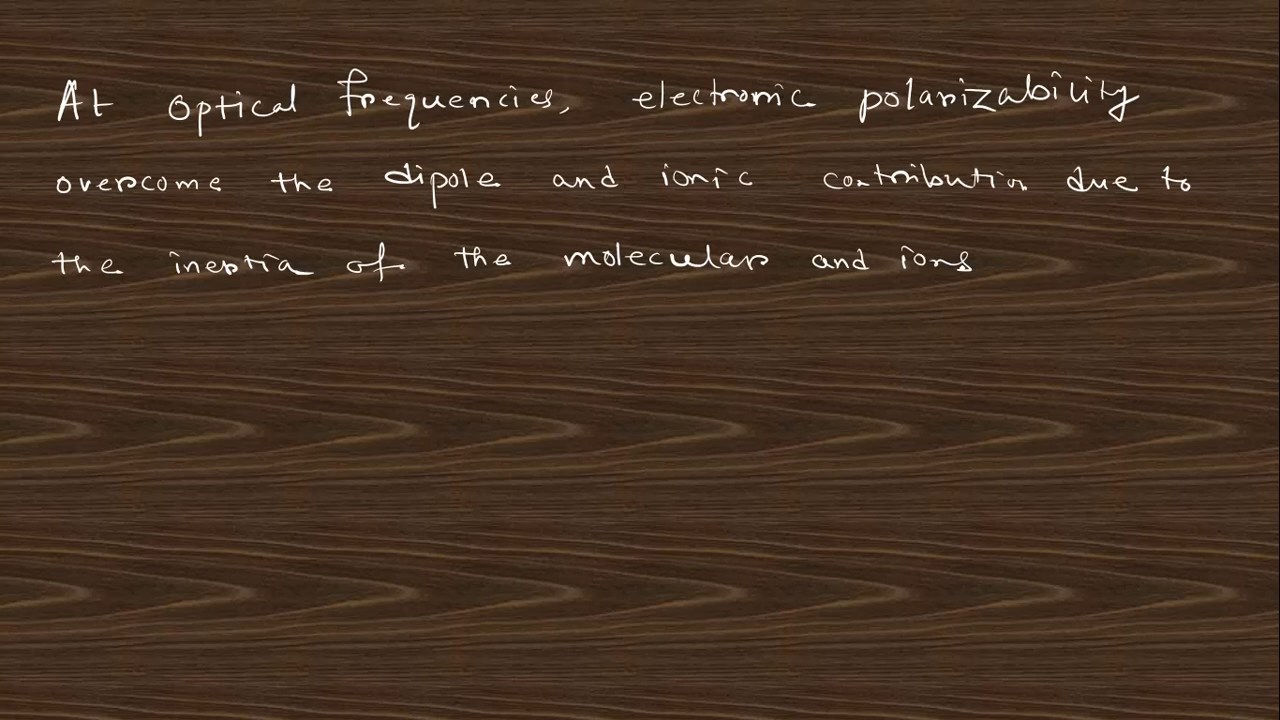 At optical frequencies, electronic polarizability
overcome the dipole and ionic contribution due to
the inertia of the molecular and ions